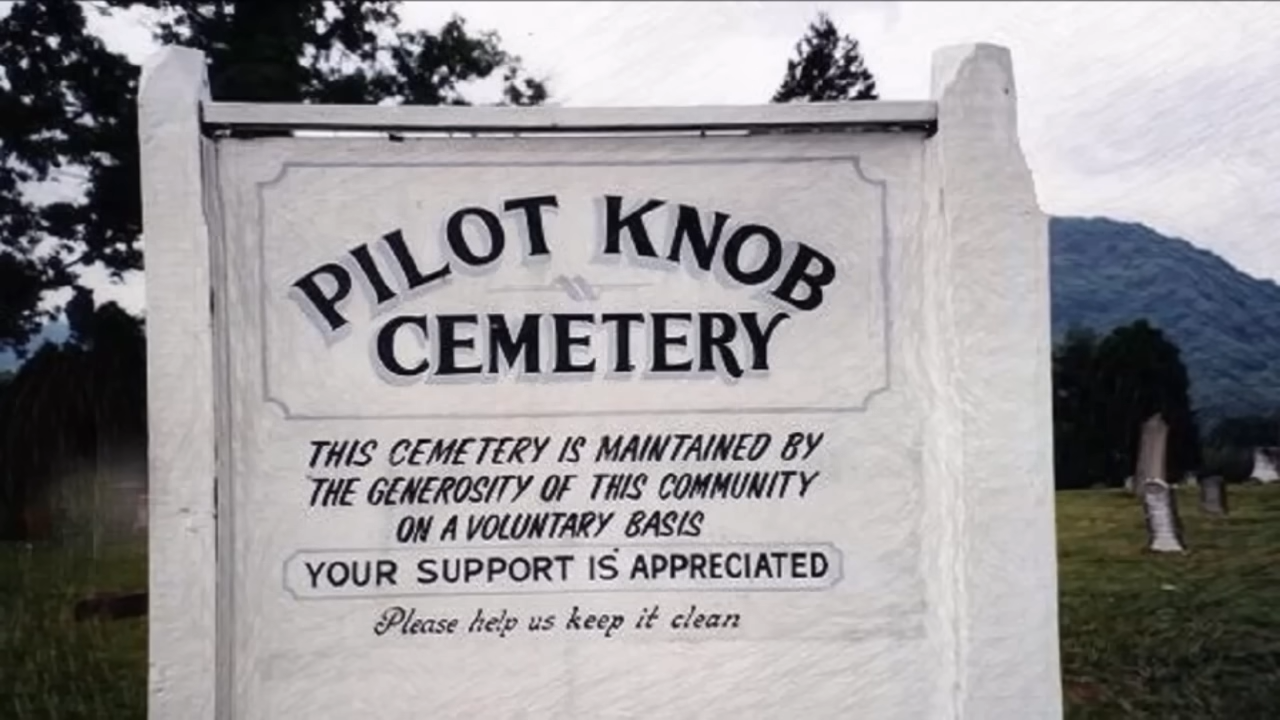 PILOT KNOB
CEMETERY
THIS CEMETERY IS MAINTAINED BY
THE GENEROSITY OF THIS COMMUNITY
ON A VOLUNTARY BASIS
YOUR SUPPORT IS APPRECIATED
Please help us keep it clean